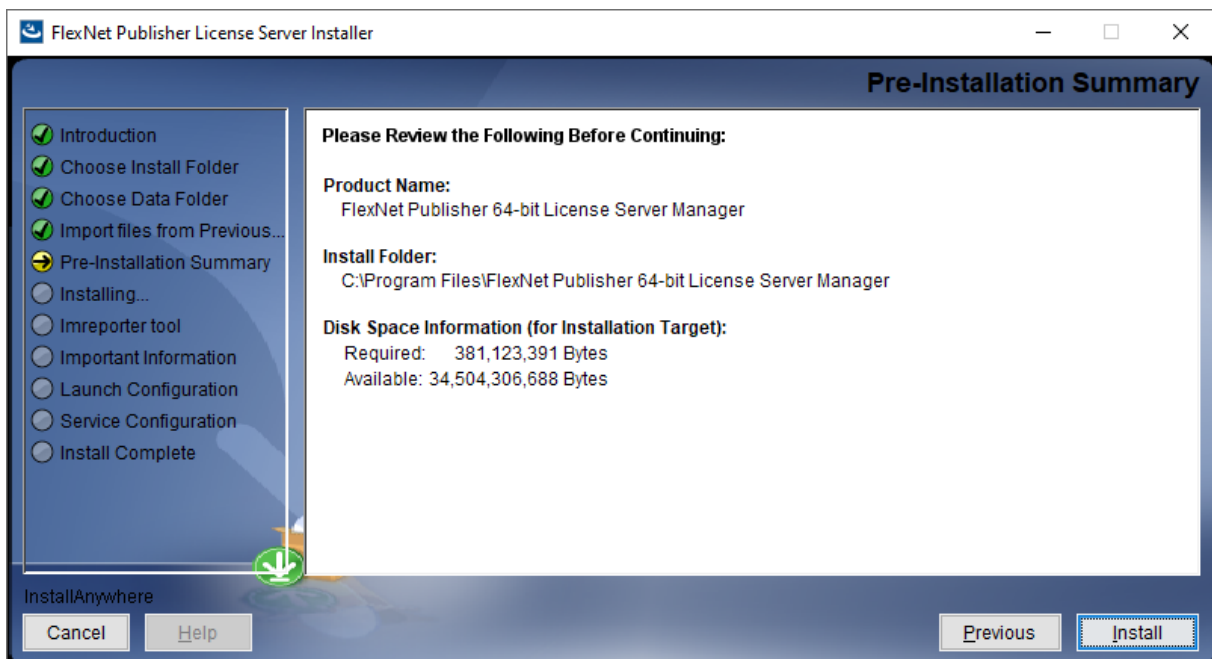 FlexNet Publisher License Server Installer
Pre-Installation Summary
Introduction
Choose Install Folder
Choose Data Folder
Import files from Previous...
Pre-Installation Summary
Installing...
lmreporter tool
Important Information
Launch Configuration
Service Configuration
Install Complete
Please Review the Following Before Continuing:
Product Name:
FlexNet Publisher 64-bit License Server Manager
Install Folder:
C:\Program Files\FlexNet Publisher 64-bit License Server Manager
Disk Space Information (for Installation Target):
Required: 381,123,391 Bytes
Available: 34,504,306,688 Bytes
InstallAnywhere
Cancel Help Previous Install